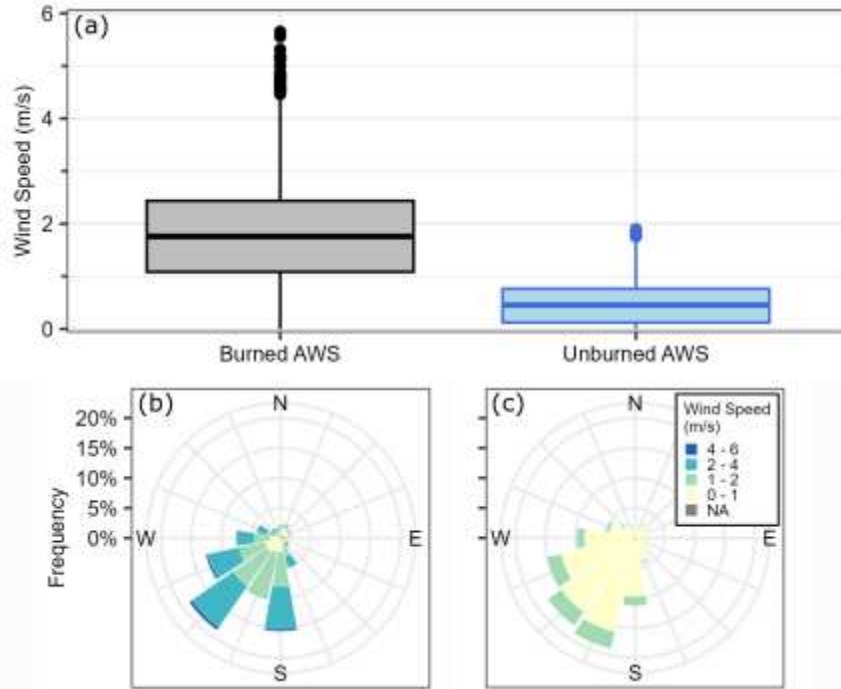 (a)
6
4
2
0
Wind Speed (m/s)
Burned AWS
Unburned AWS
(b)
N
20%
15%
10%
5%
0%
Frequency
W
E
S
(c)
N
W
E
S
Wind Speed
(m/s)
4 - 6
2 - 4
1 - 2
0 - 1
NA